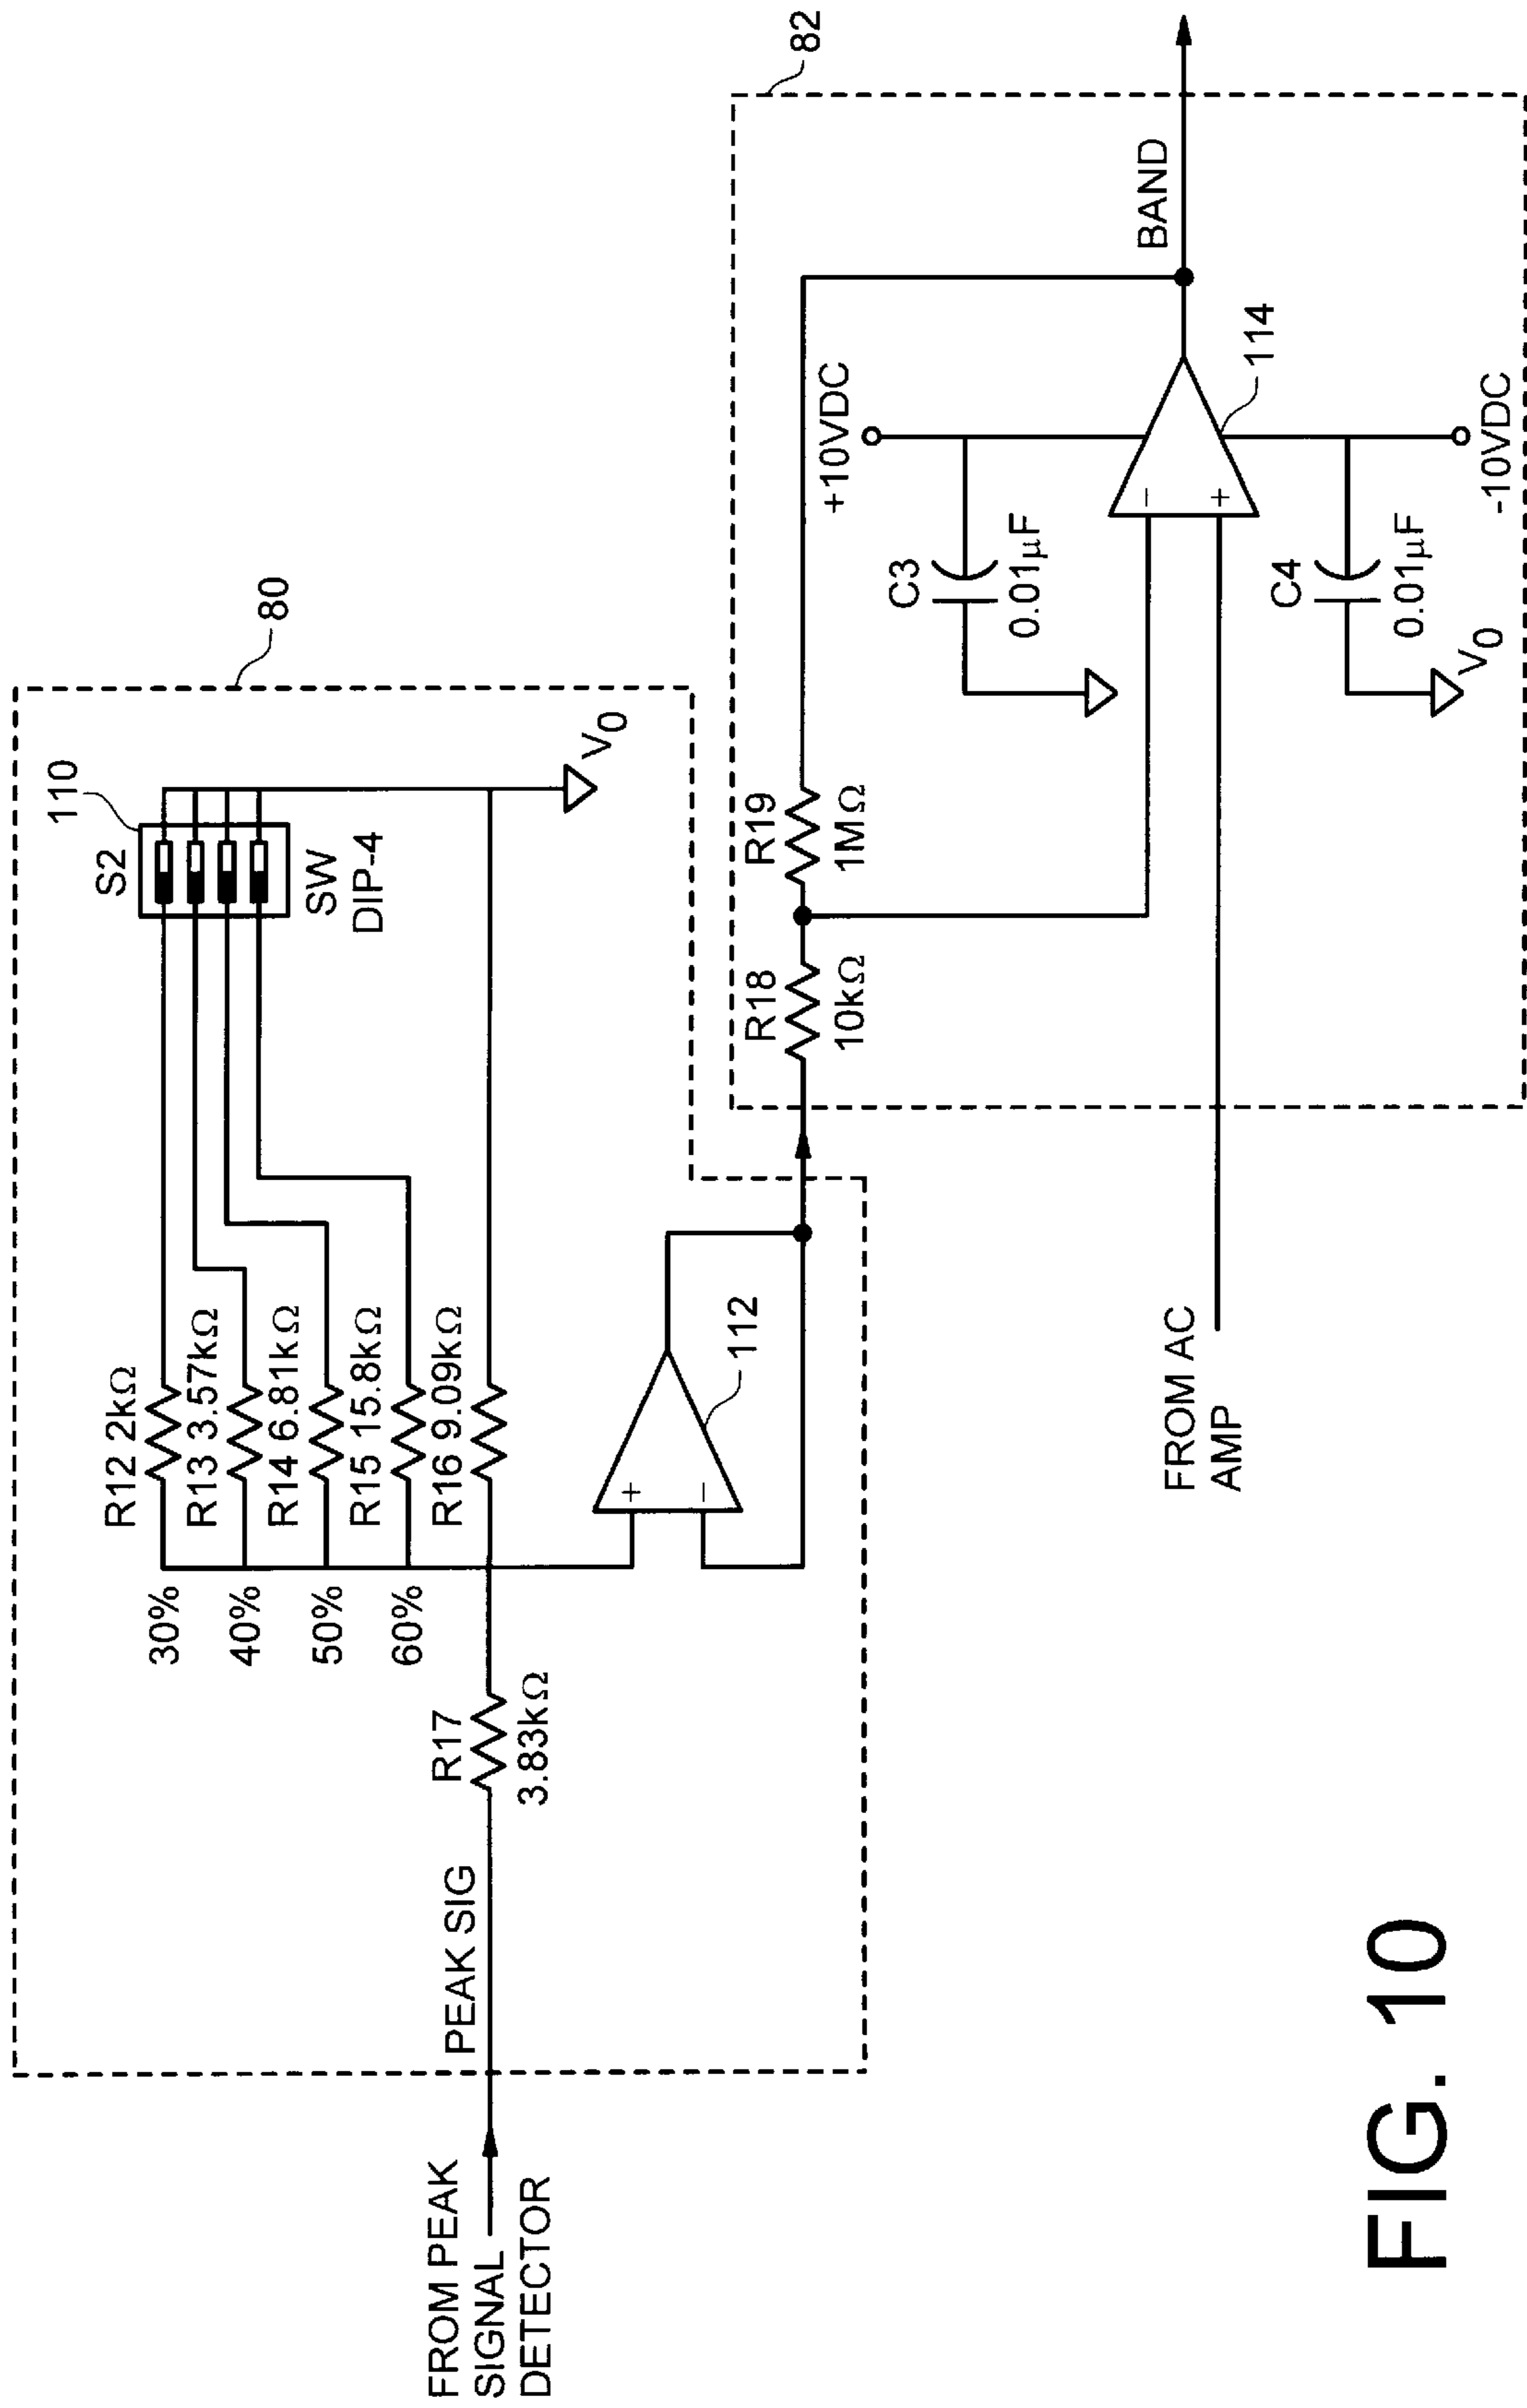 80
110
S2
SW
DIP-4
V0
R12 2kΩ
R13 3.57kΩ
R14 6.81kΩ
R15 15.8kΩ
R16 9.09kΩ
30%
40%
50%
60%
R17
3.83kΩ
PEAK SIG
FROM PEAK
SIGNAL
DETECTOR
+
−
112
82
R18
10kΩ
R19
1MΩ
+10VDC
C3
0.01μF
−
+
114
BAND
C4
0.01μF
V0
-10VDC
FROM AC
AMP
FIG. 10